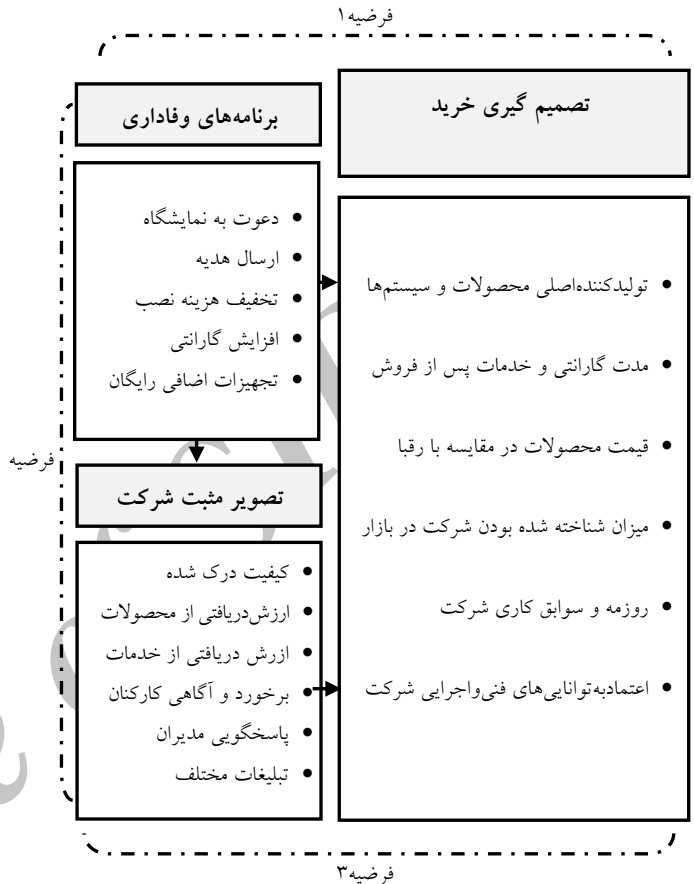 فرضیه۱
تصمیم گیری خرید
برنامه‌های وفاداری
دعوت به نمایشگاه
ارسال هدیه
تخفیف هزینه نصب
افزایش گارانتی
تجهیزات اضافی رایگان
تولیدکننده‌اصلی محصولات و سیستم‌ها
مدت گارانتی و خدمات پس از فروش
قیمت محصولات در مقایسه با رقبا
میزان شناخته شده بودن شرکت در بازار
روزمه و سوابق کاری شرکت
اعتمادبه‌توانایی‌های فنی‌واجرایی شرکت
فرضیه
تصویر مثبت شرکت
کیفیت درک شده
ارزش‌دریافتی از محصولات
ازرش دریافتی از خدمات
برخورد و آگاهی کارکنان
پاسخگویی مدیران
تبلیغات مختلف
فرضیه۳